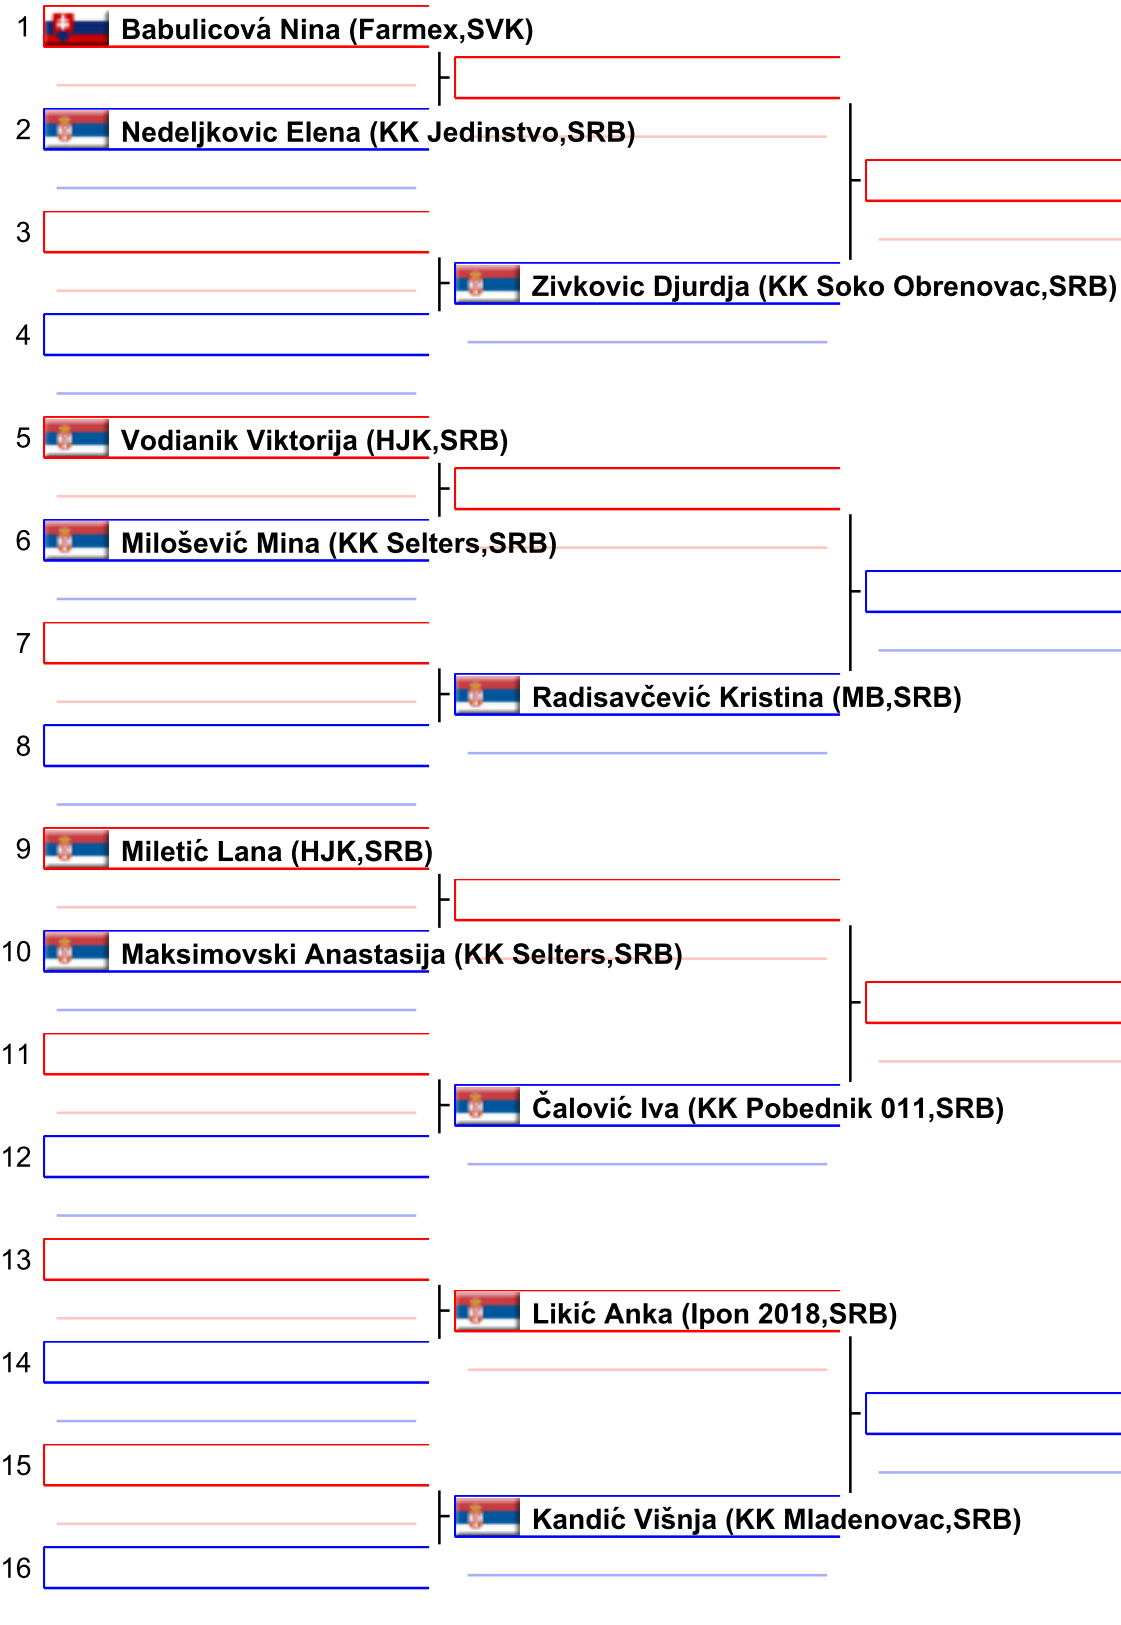 1 Babulicová Nina (Farmex,SVK)
2 Nedeljkovic Elena (KK Jedinstvo,SRB)
3
Zivkovic Djurdja (KK Soko Obrenovac,SRB)
4
5 Vodianik Viktorija (HJK,SRB)
6 Milošević Mina (KK Selters,SRB)
7
Radisavčević Kristina (MB,SRB)
8
9 Miletić Lana (HJK,SRB)
10 Maksimovski Anastasija (KK Selters,SRB)
11
Čalović Iva (KK Pobednik 011,SRB)
12
13
Likić Anka (Ipon 2018,SRB)
14
15
Kandić Višnja (KK Mladenovac,SRB)
16